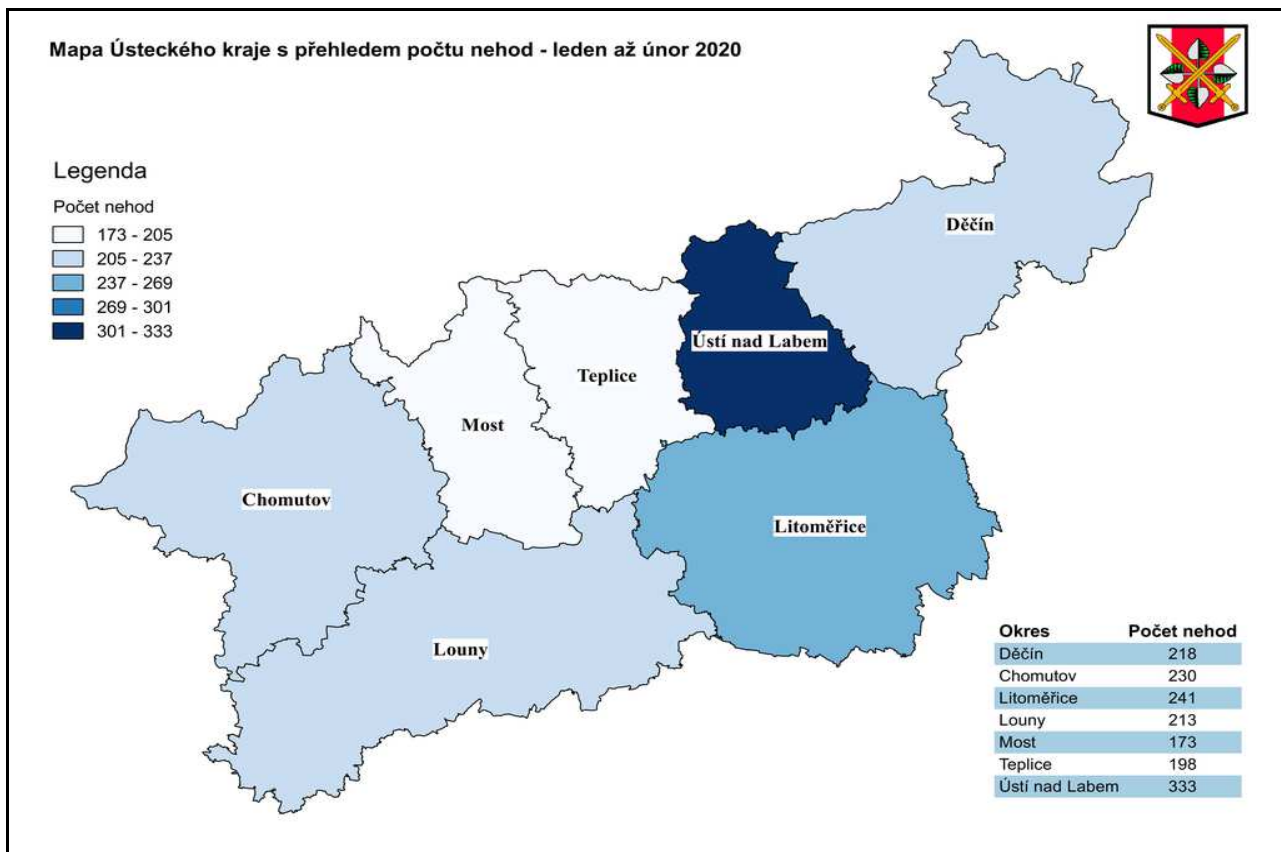 Mapa Ústeckého kraje s přehledem počtu nehod - leden až únor 2020
Legenda
Počet nehod
173 - 205
205 - 237
237 - 269
269 - 301
301 - 333
Děčín
Ústí nad Labem
Teplice
Most
Chomutov
Litoměřice
Louny
Okres Počet nehod
Děčín 218
Chomutov 230
Litoměřice 241
Louny 213
Most 173
Teplice 198
Ústí nad Labem 333